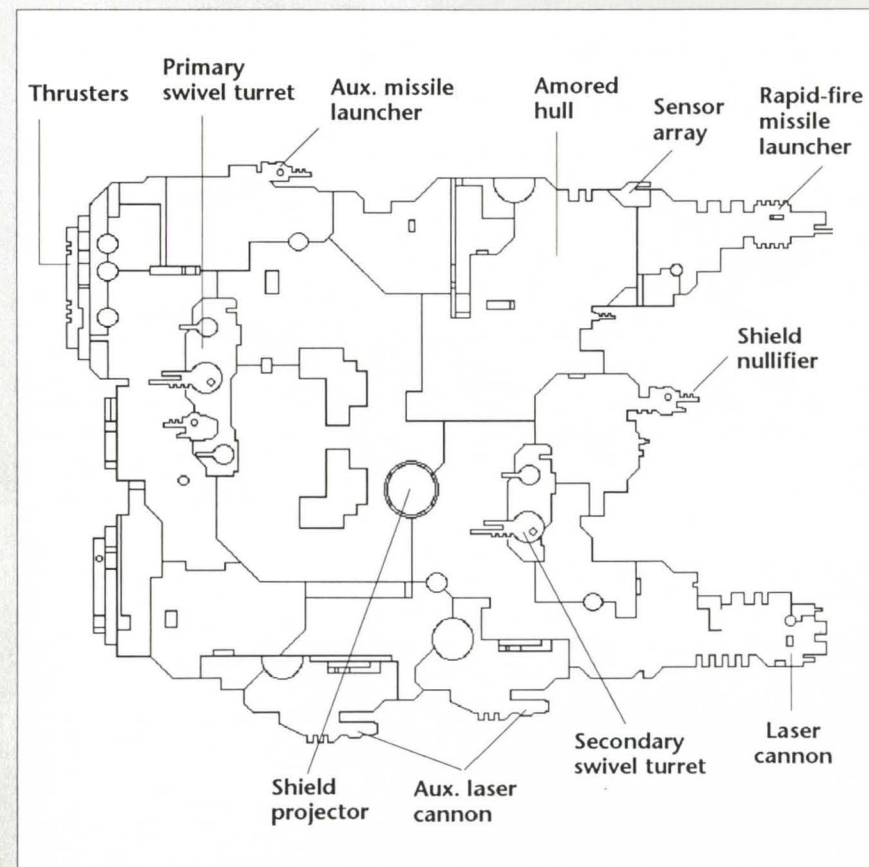 Thrusters
Primary
swivel turret
Aux. missile
launcher
Amored
hull
Sensor
array
Rapid-fire
missile
launcher
Shield
nullifier
Shield
projector
Aux. laser
cannon
Secondary
swivel turret
Laser
cannon